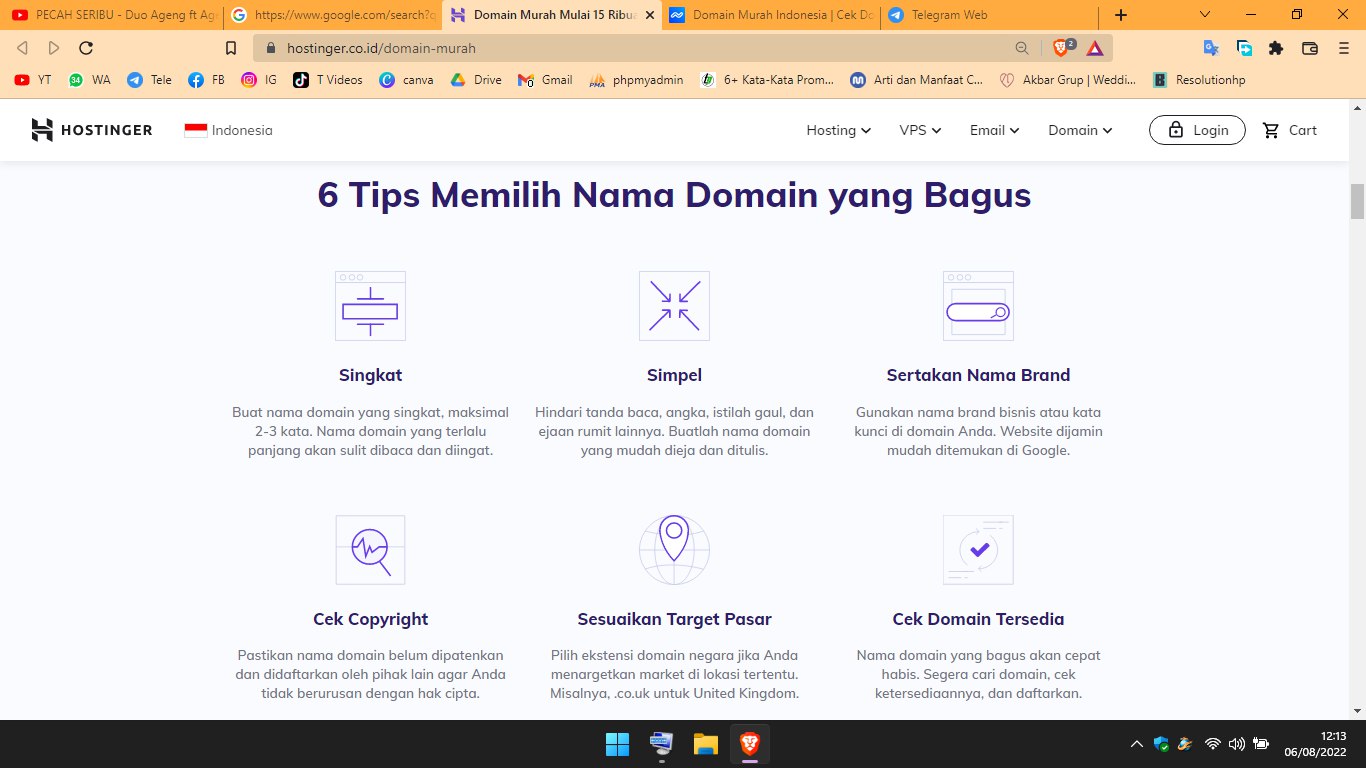 PECAH SERIBU - Duo Ageng ft Age
https://www.google.com/search?q
Domain Murah Mulai 15 Ribua
Domain Murah Indonesia | Cek Do
Telegram Web
hostinger.co.id/domain-murah
2
YT
34
WA
Tele
FB
IG
T Videos
canva
Drive
0
Gmail
PMA
phpmyadmin
6+ Kata-Kata Prom...
Arti dan Manfaat C...
Akbar Grup | Weddi...
Resolutionhp
HOSTINGER
Indonesia
Hosting
VPS
Email
Domain
Login
Cart
6 Tips Memilih Nama Domain yang Bagus
Singkat
Buat nama domain yang singkat, maksimal
2-3 kata. Nama domain yang terlalu
panjang akan sulit dibaca dan diingat.
Simpel
Hindari tanda baca, angka, istilah gaul, dan
ejaan rumit lainnya. Buatlah nama domain
yang mudah dieja dan ditulis.
Sertakan Nama Brand
Gunakan nama brand bisnis atau kata
kunci di domain Anda. Website dijamin
mudah ditemukan di Google.
Cek Copyright
Pastikan nama domain belum dipatenkan
dan didaftarkan oleh pihak lain agar Anda
tidak berurusan dengan hak cipta.
Sesuaikan Target Pasar
Pilih ekstensi domain negara jika Anda
menargetkan market di lokasi tertentu.
Misalnya, .co.uk untuk United Kingdom.
Cek Domain Tersedia
Nama domain yang bagus akan cepat
habis. Segera cari domain, cek
ketersediaannya, dan daftarkan.
12:13
06/08/2022